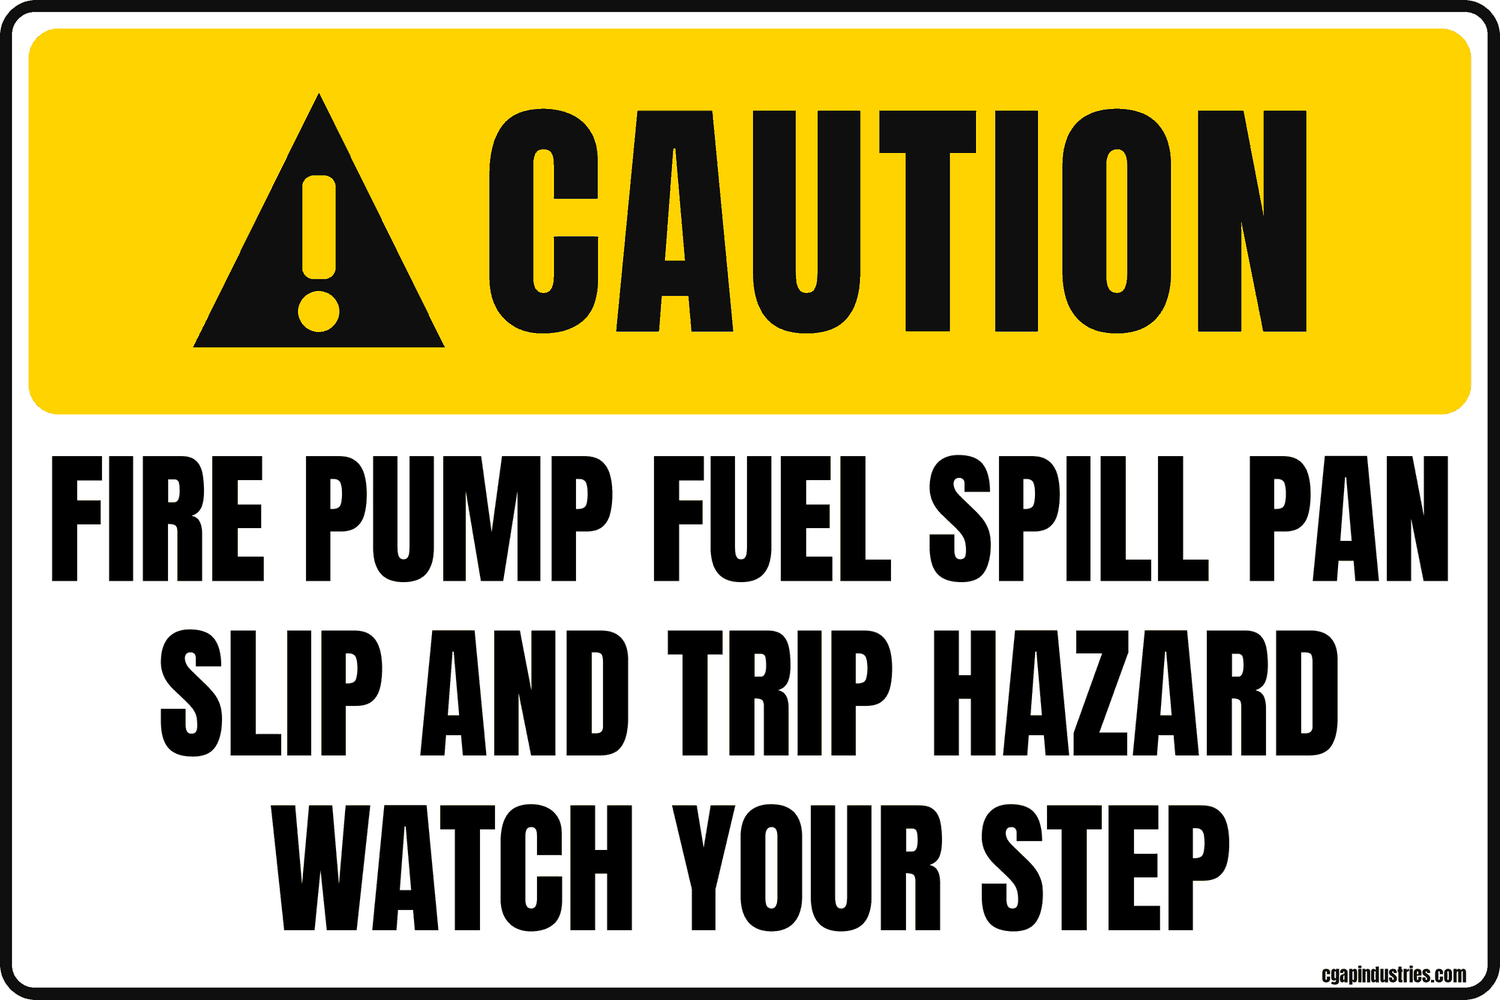 CAUTION
FIRE PUMP FUEL SPILL PAN
SLIP AND TRIP HAZARD
WATCH YOUR STEP
cgapindustries.com